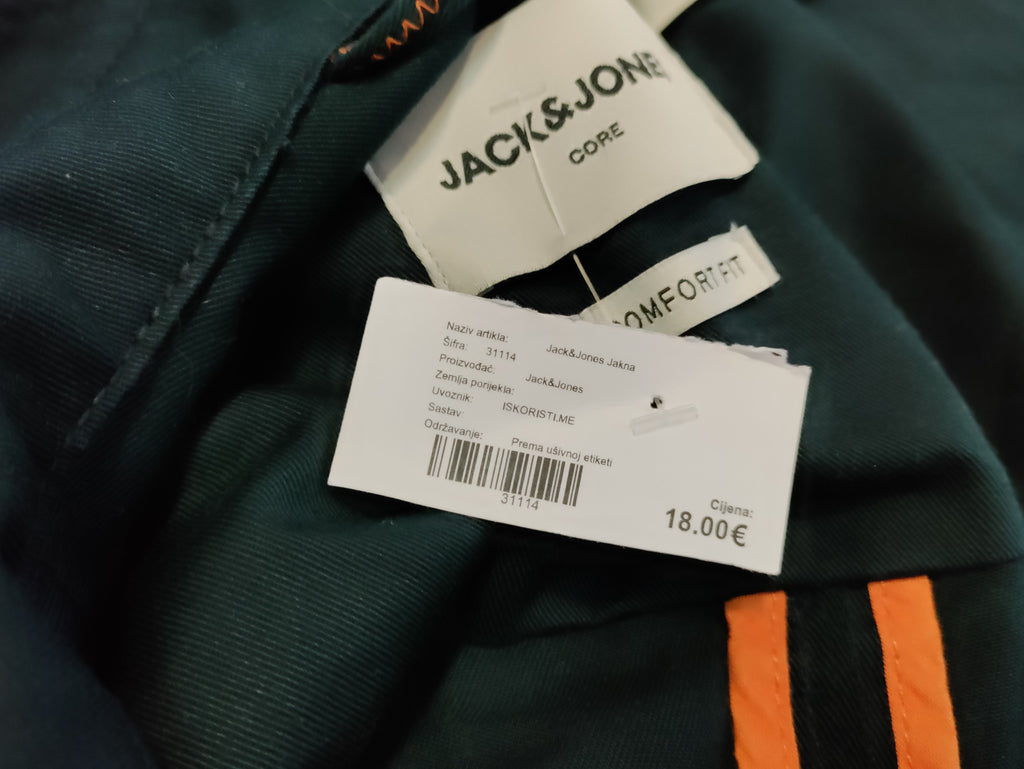 JACK&JONE
CORE
COMFORT FIT
Naziv artikla: Jack&Jones Jakna
Šifra: 31114
Proizvođač: Jack&Jones
Zemlja porijekla:
Uvoznik: ISKORISTI.ME
Sastav:
Održavanje: Prema ušivnoj etiketi
31114
Cijena:
18.00€